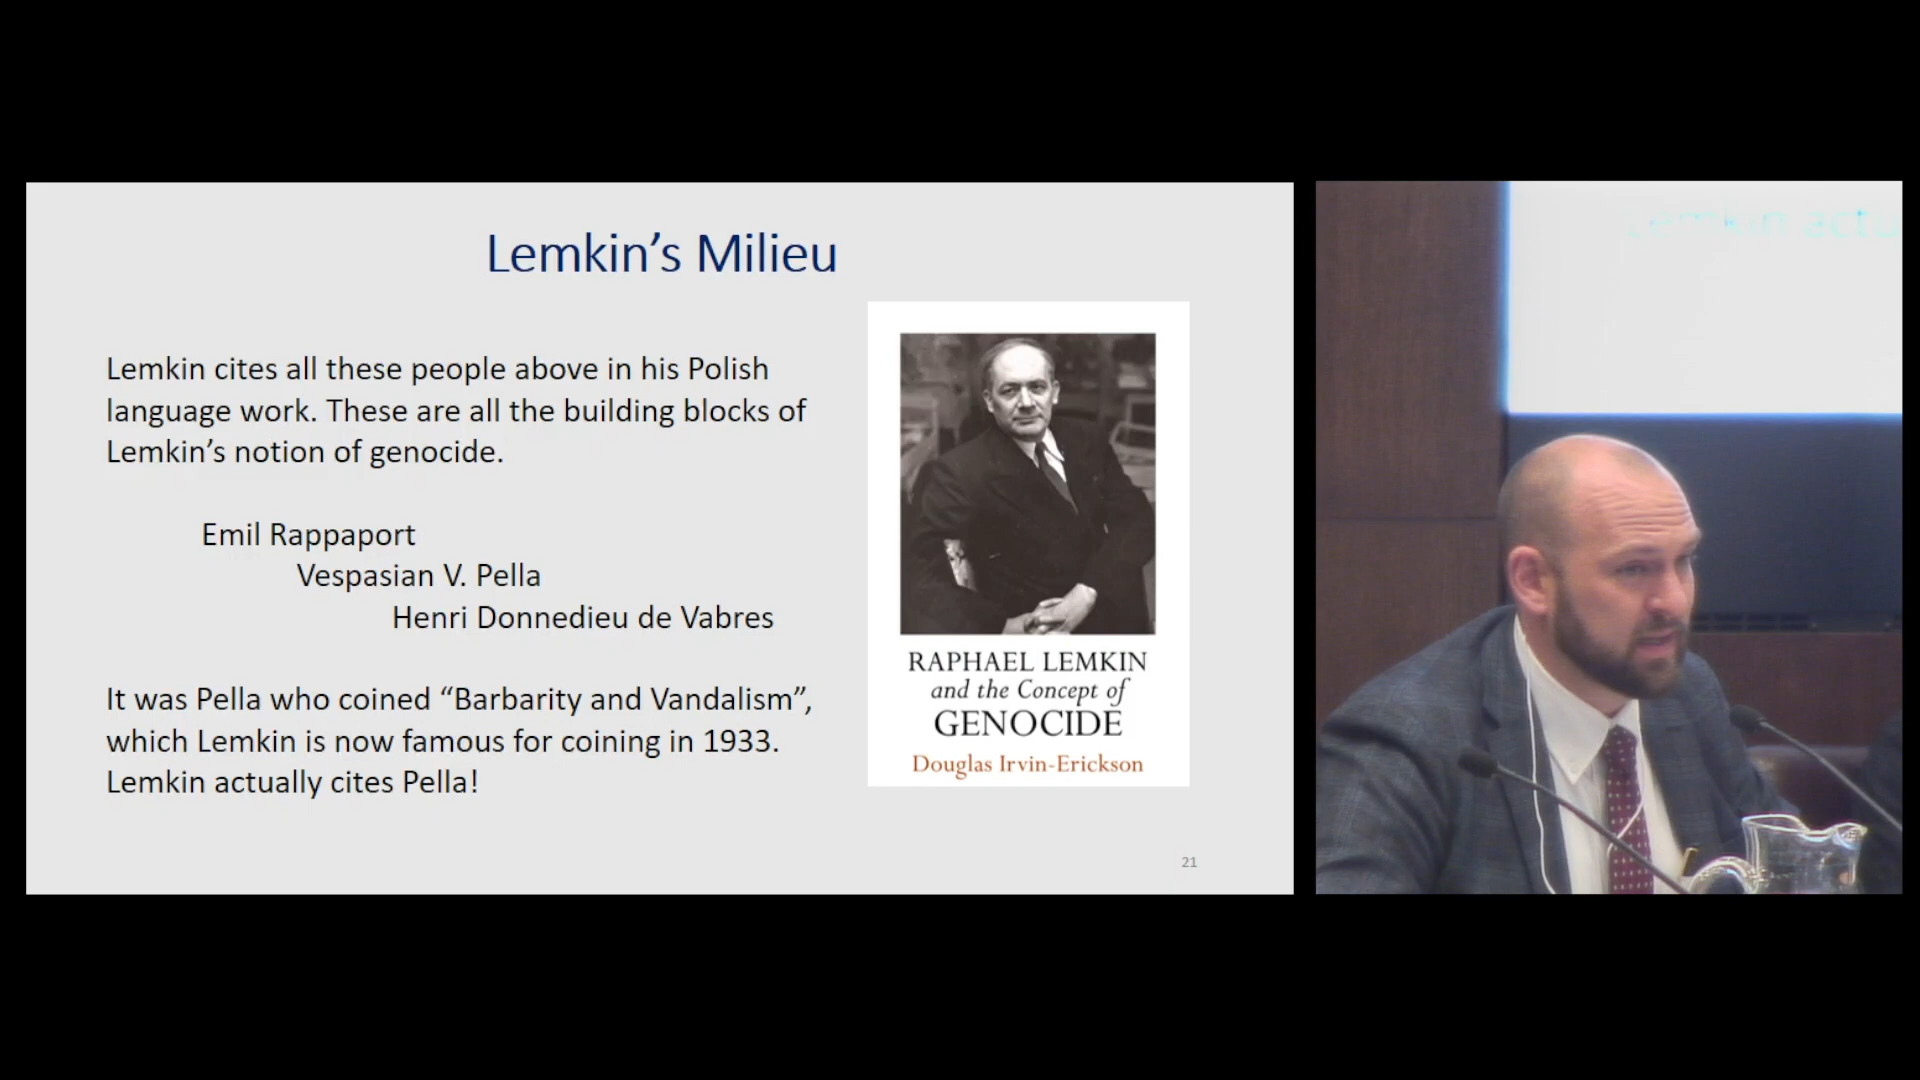 Lemkin's Milieu
Lemkin cites all these people above in his Polish
language work. These are all the building blocks of
Lemkin's notion of genocide.
Emil Rappaport
Vespasian V. Pella
Henri Donnedieu de Vabres
It was Pella who coined “Barbarity and Vandalism”,
which Lemkin is now famous for coining in 1933.
Lemkin actually cites Pella!
RAPHAEL LEMKIN
and the Concept of
GENOCIDE
Douglas Irvin-Erickson
21
Lemkin actu